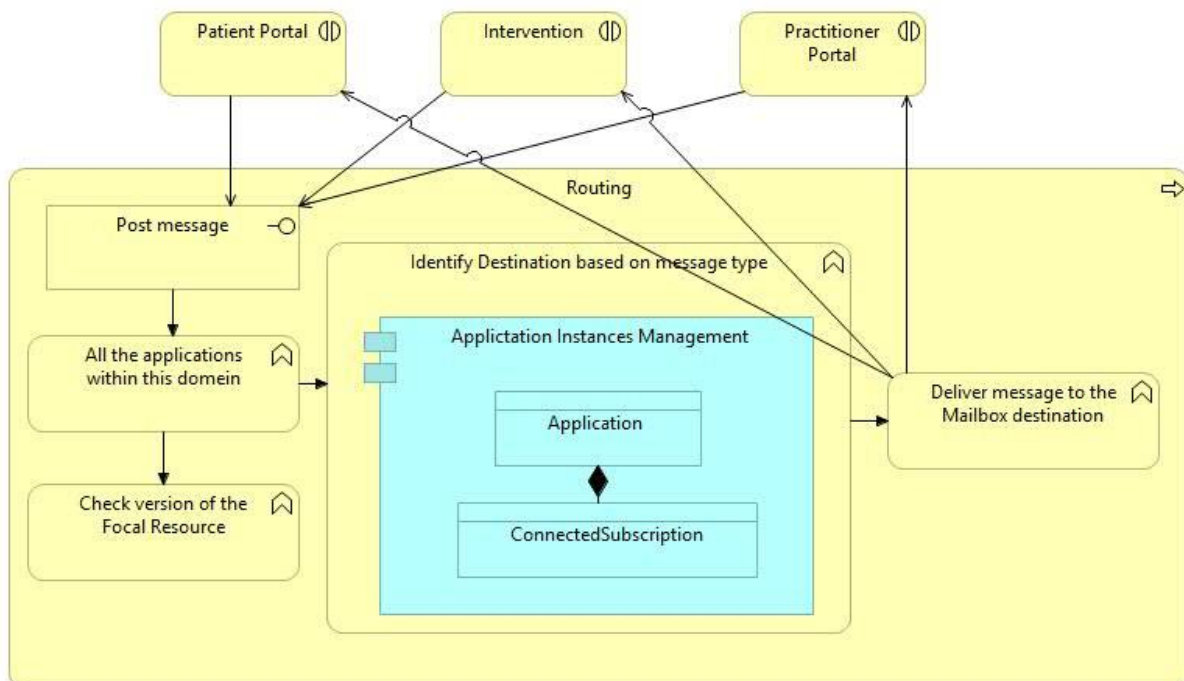 Patient Portal
Intervention
Practitioner
Portal
Routing
Post message
Identify Destination based on message type
Applictation Instances Management
All the applications
within this domein
Application
Deliver message to the
Mailbox destination
Check version of the
Focal Resource
ConnectedSubscription